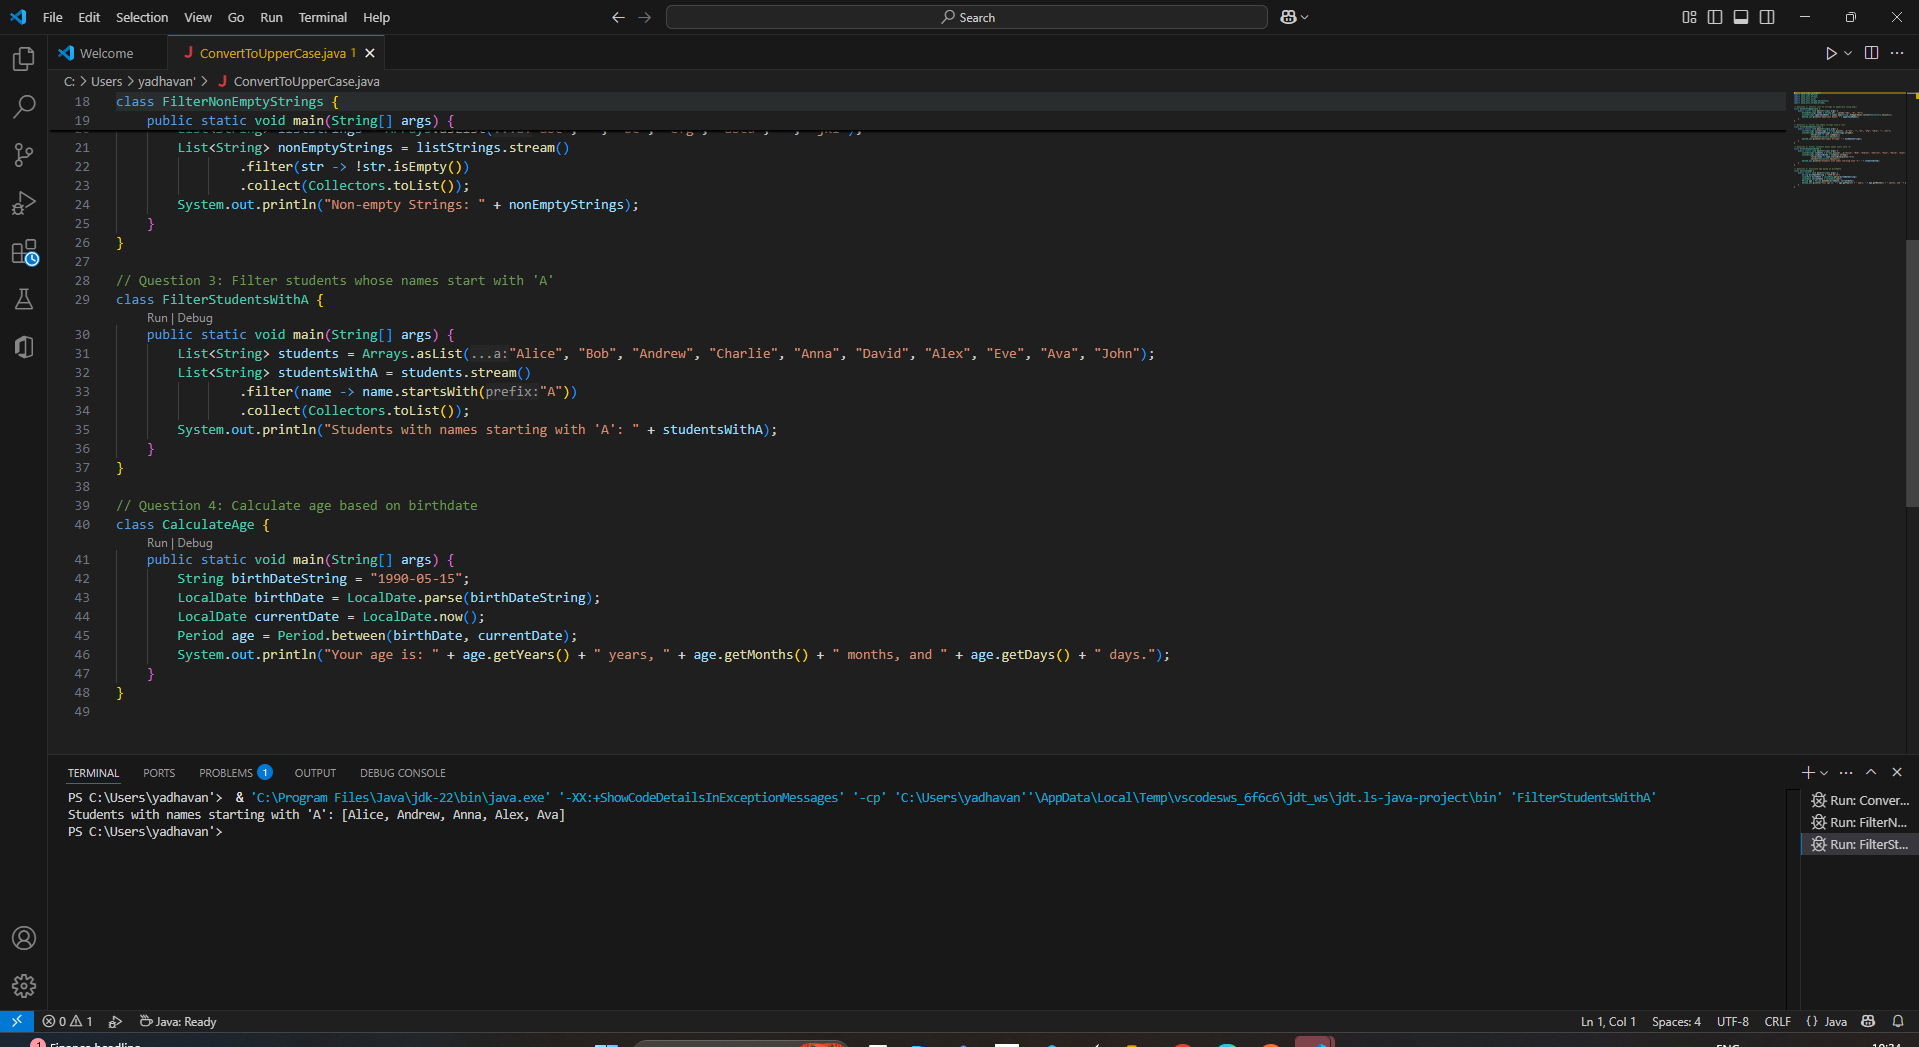 File Edit Selection View Go Run Terminal Help
Search
Welcome
J ConvertToUpperCase.java 1
C: > Users > yadhavan' > J ConvertToUpperCase.java
18 class FilterNonEmptyStrings {
19 public static void main(String[] args) {
21 List<String> nonEmptyStrings = listStrings.stream()
22 .filter(str -> !str.isEmpty())
23 .collect(Collectors.toList());
24 System.out.println("Non-empty Strings: " + nonEmptyStrings);
25 }
26 }
27
28 // Question 3: Filter students whose names start with 'A'
29 class FilterStudentsWithA {
Run | Debug
30 public static void main(String[] args) {
31 List<String> students = Arrays.asList(...a:"Alice", "Bob", "Andrew", "Charlie", "Anna", "David", "Alex", "Eve", "Ava", "John");
32 List<String> studentsWithA = students.stream()
33 .filter(name -> name.startsWith(prefix:"A"))
34 .collect(Collectors.toList());
35 System.out.println("Students with names starting with 'A': " + studentsWithA);
36 }
37 }
38
39 // Question 4: Calculate age based on birthdate
40 class CalculateAge {
Run | Debug
41 public static void main(String[] args) {
42 String birthDateString = "1990-05-15";
43 LocalDate birthDate = LocalDate.parse(birthDateString);
44 LocalDate currentDate = LocalDate.now();
45 Period age = Period.between(birthDate, currentDate);
46 System.out.println("Your age is: " + age.getYears() + " years, " + age.getMonths() + " months, and " + age.getDays() + " days.");
47 }
48 }
49
TERMINAL PORTS PROBLEMS 1 OUTPUT DEBUG CONSOLE
PS C:\Users\yadhavan'> & 'C:\Program Files\Java\jdk-22\bin\java.exe' '-XX:+ShowCodeDetailsInExceptionMessages' '-cp' 'C:\Users\yadhavan''\AppData\Local\Temp\vscodesws_6f6c6\jdt_ws\jdt.ls-java-project\bin' 'FilterStudentsWithA'
Students with names starting with 'A': [Alice, Andrew, Anna, Alex, Ava]
PS C:\Users\yadhavan'>
Run: Conver...
Run: FilterN...
Run: FilterSt...
0 1 Java: Ready
Ln 1, Col 1 Spaces: 4 UTF-8 CRLF {} Java
1 Finance headline